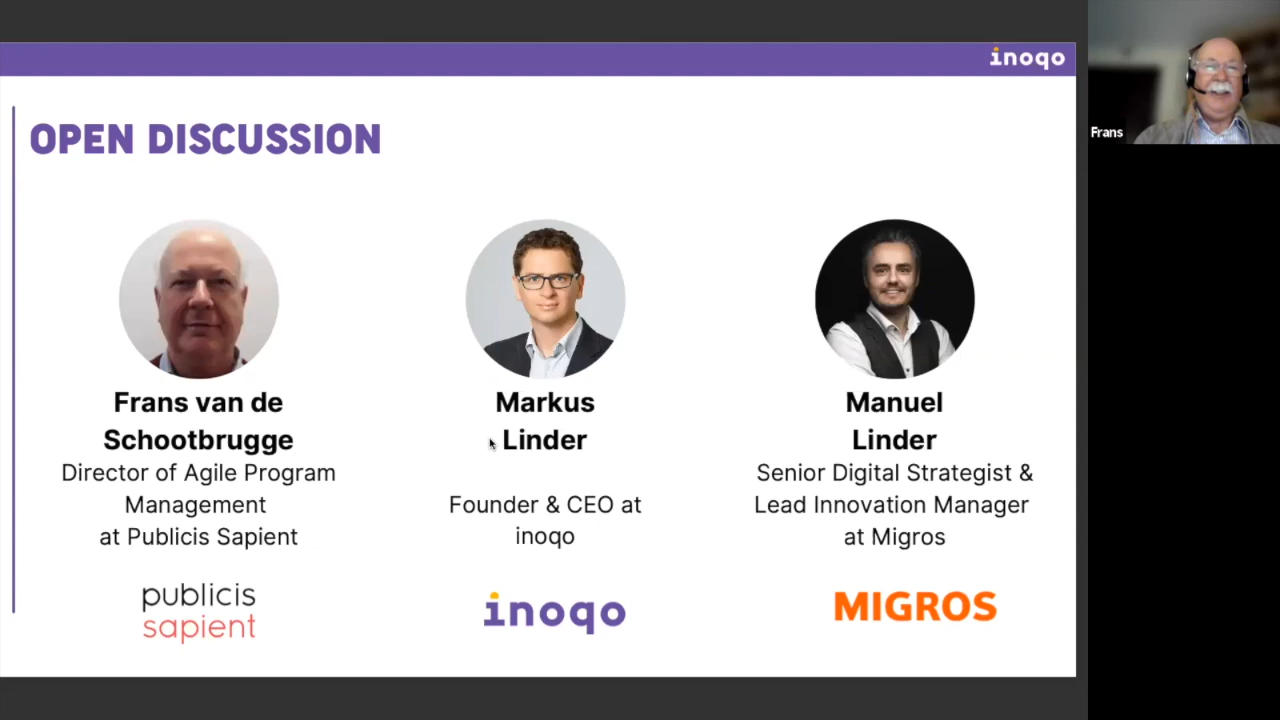 inoqo
Frans
OPEN DISCUSSION
Frans van de
Schootbrugge
Director of Agile Program
Management
at Publicis Sapient
publicis
sapient
Markus
Linder
Founder & CEO at
inoqo
inoqo
Manuel
Linder
Senior Digital Strategist &
Lead Innovation Manager
at Migros
MIGROS